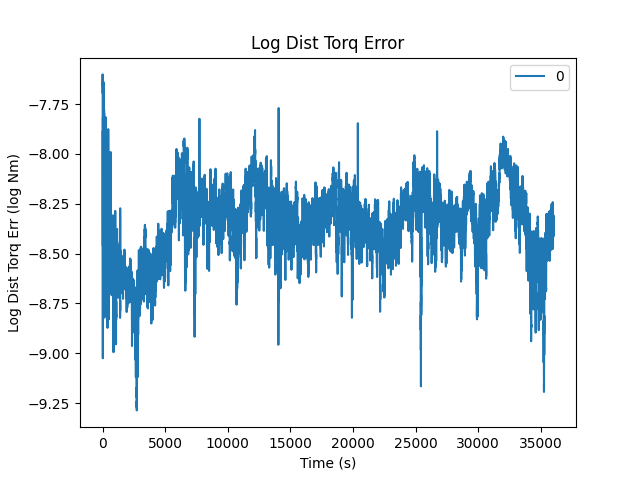 Log Dist Torq Error
0
Log Dist Torq Err (log Nm)
−7.75
−8.00
−8.25
−8.50
−8.75
−9.00
−9.25
0 5000 10000 15000 20000 25000 30000 35000
Time (s)